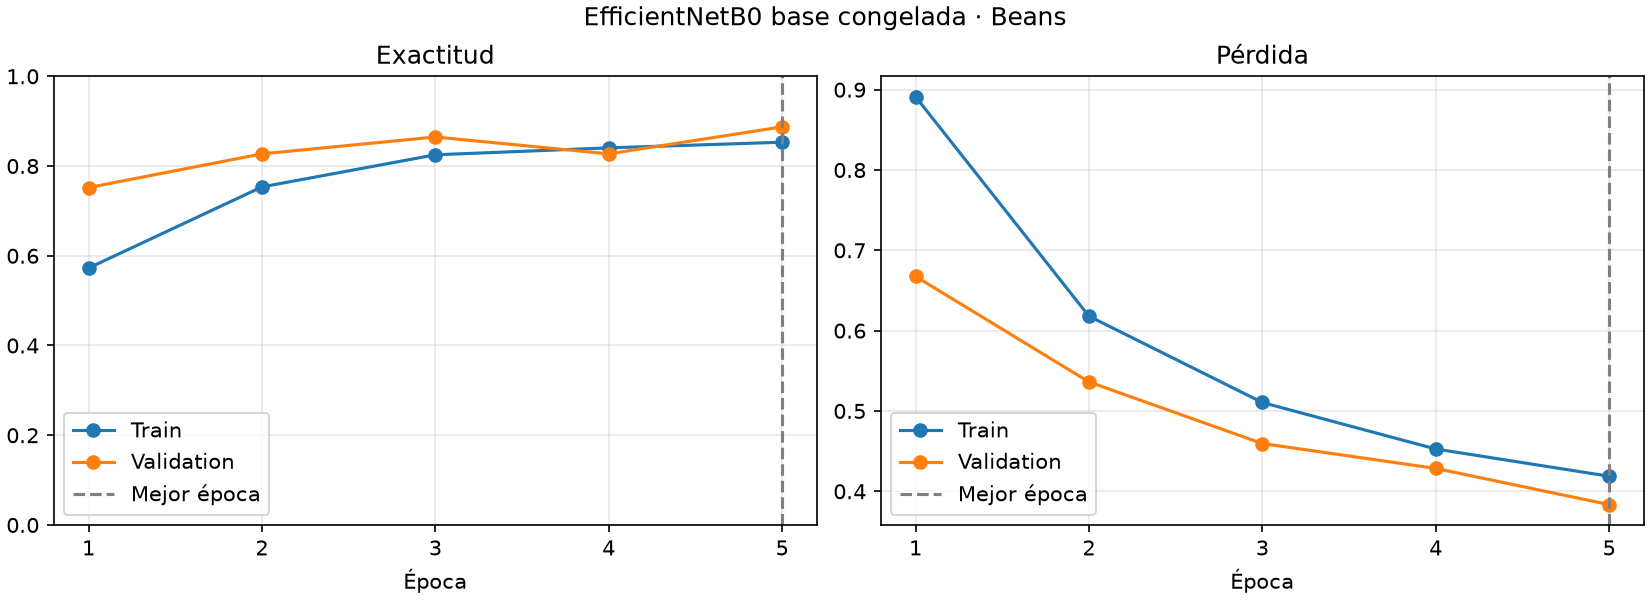 EfficientNetB0 base congelada · Beans
Exactitud
1.0
0.8
0.6
0.4
0.2
0.0
Train
Validation
Mejor época
1 2 3 4 5
Época
Pérdida
0.9
0.8
0.7
0.6
0.5
0.4
Train
Validation
Mejor época
1 2 3 4 5
Época